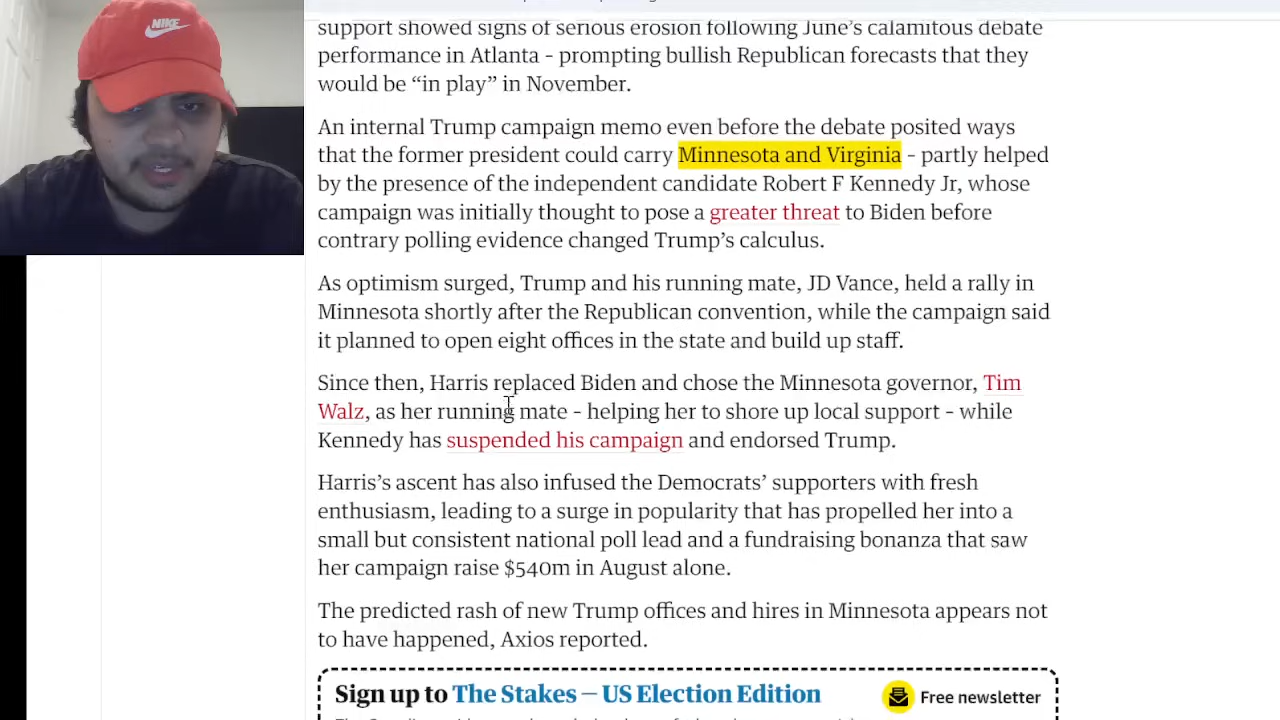 NIKE
support showed signs of serious erosion following June’s calamitous debate
performance in Atlanta – prompting bullish Republican forecasts that they
would be “in play” in November.
An internal Trump campaign memo even before the debate posited ways
that the former president could carry Minnesota and Virginia – partly helped
by the presence of the independent candidate Robert F Kennedy Jr, whose
campaign was initially thought to pose a greater threat to Biden before
contrary polling evidence changed Trump’s calculus.
As optimism surged, Trump and his running mate, JD Vance, held a rally in
Minnesota shortly after the Republican convention, while the campaign said
it planned to open eight offices in the state and build up staff.
Since then, Harris replaced Biden and chose the Minnesota governor, Tim
Walz, as her running mate – helping her to shore up local support – while
Kennedy has suspended his campaign and endorsed Trump.
Harris’s ascent has also infused the Democrats’ supporters with fresh
enthusiasm, leading to a surge in popularity that has propelled her into a
small but consistent national poll lead and a fundraising bonanza that saw
her campaign raise $540m in August alone.
The predicted rash of new Trump offices and hires in Minnesota appears not
to have happened, Axios reported.
Sign up to The Stakes – US Election Edition
Free newsletter